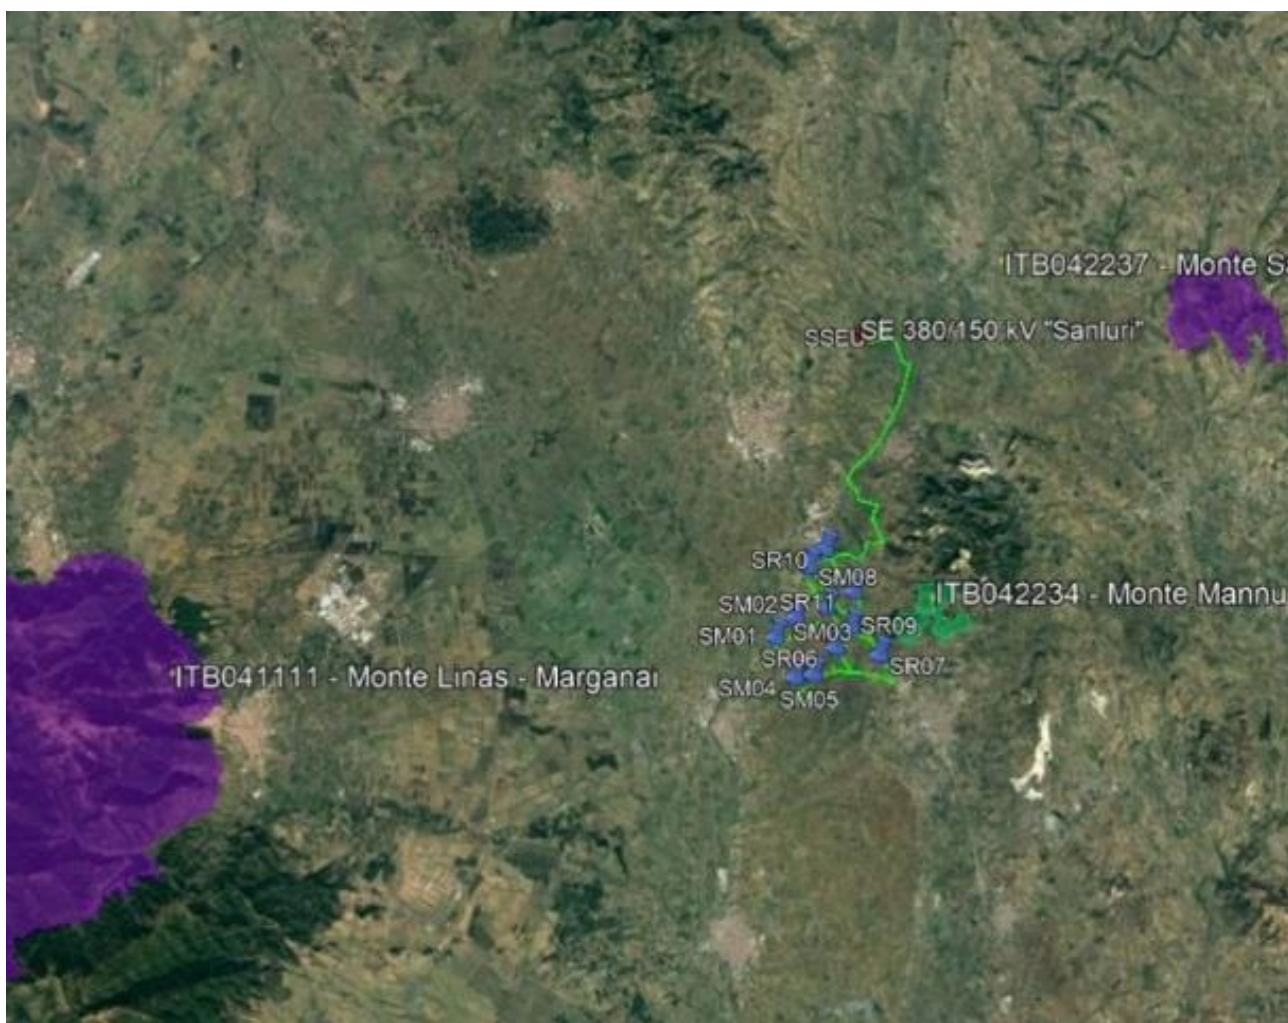 ITB042237 - Monte S
SSEU
SE 380/150 kV "Sanluri"
SR10
SM08
ITB042234 - Monte Mannu
SM02
SR11
SM01
SM03
SR09
SR06
SR07
ITB041111 - Monte Linas - Marganai
SM04
SM05